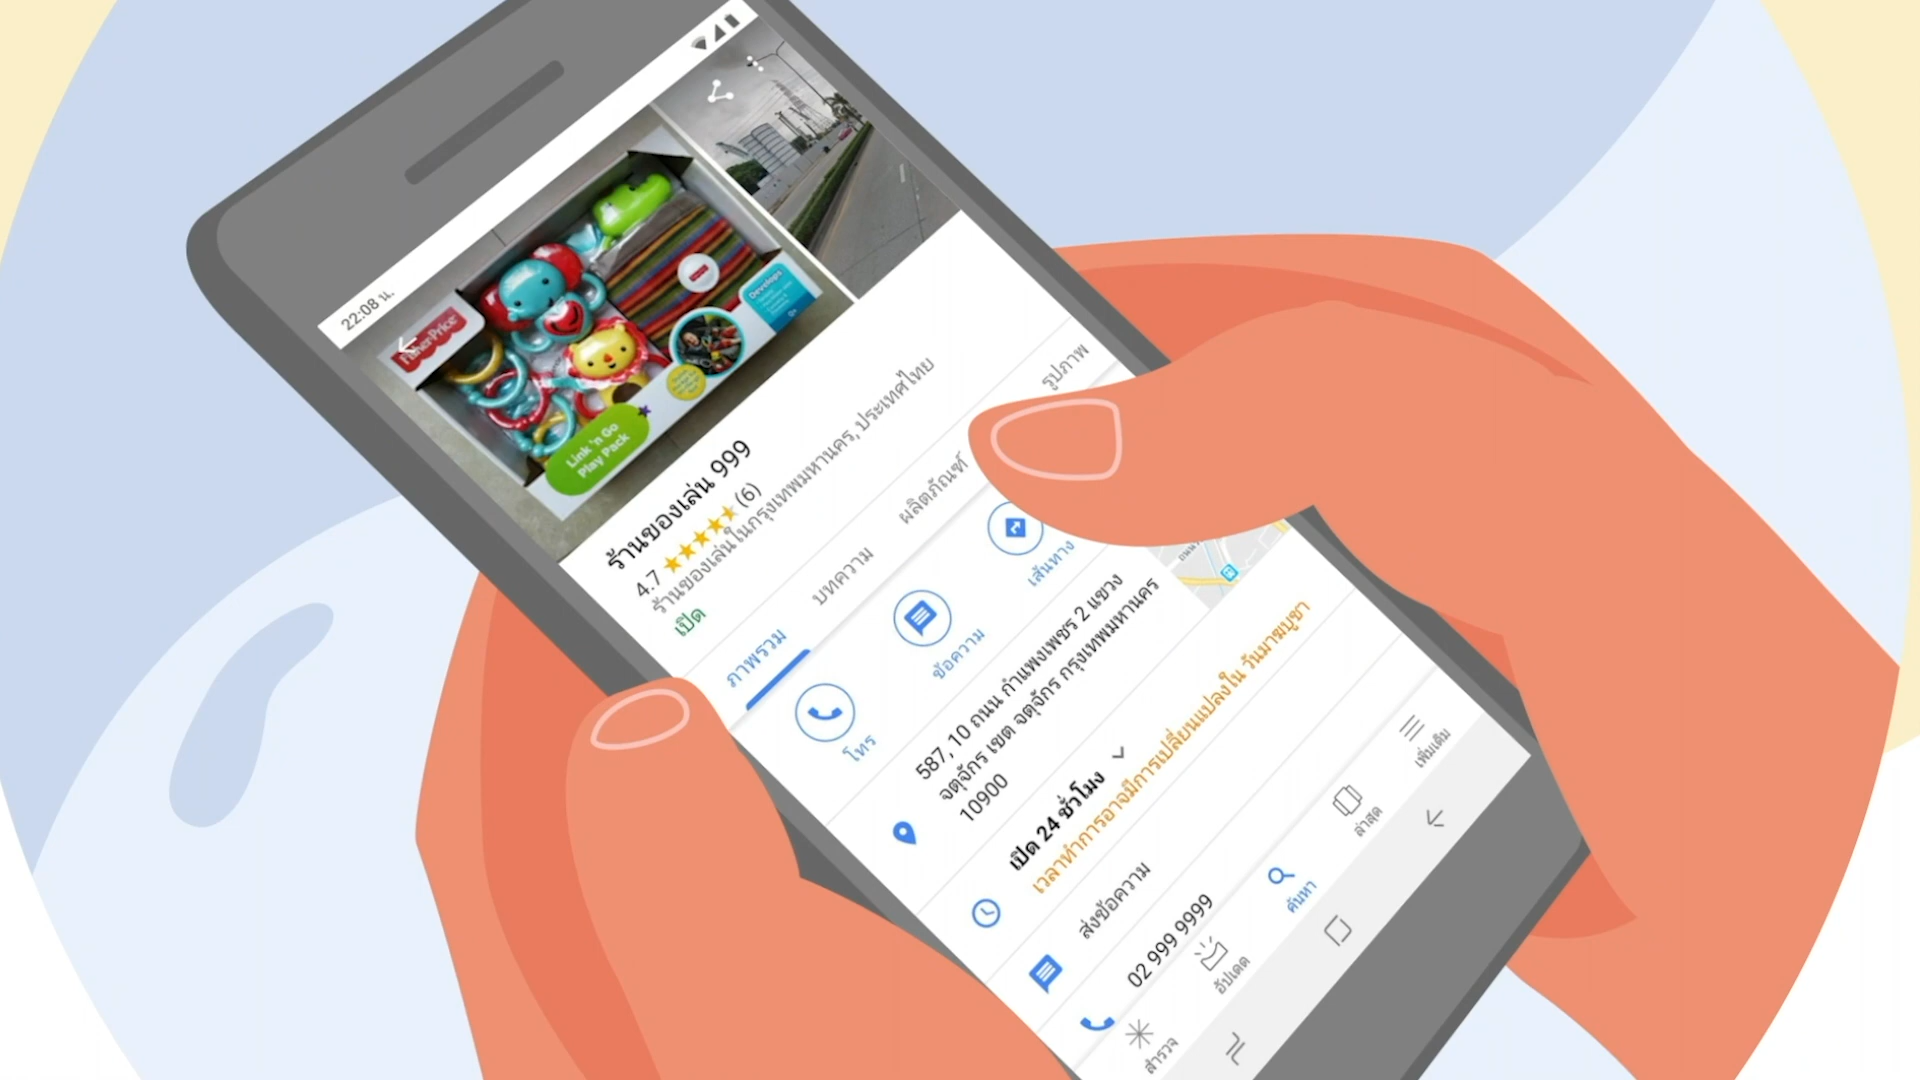 22:08 น.
Fisher-Price
Develops
Link 'n Go
Play Pack
ร้านของเล่น 999
4.7 (6)
ร้านของเล่นในกรุงเทพมหานคร, ประเทศไทย
เปิด
ภาพรวม
บทความ
ผลิตภัณฑ์
รูปภาพ
โทร
ข้อความ
เส้นทาง
587, 10 ถนน กำแพงเพชร 2 แขวง
จตุจักร เขต จตุจักร กรุงเทพมหานคร
10900
เปิด 24 ชั่วโมง
เวลาทำการอาจมีการเปลี่ยนแปลงใน วันมาฆบูชา
ส่งข้อความ
02 999 9999
สำรวจ
อัปเดต
ค้นหา
ล่าสุด
เพิ่มเติม